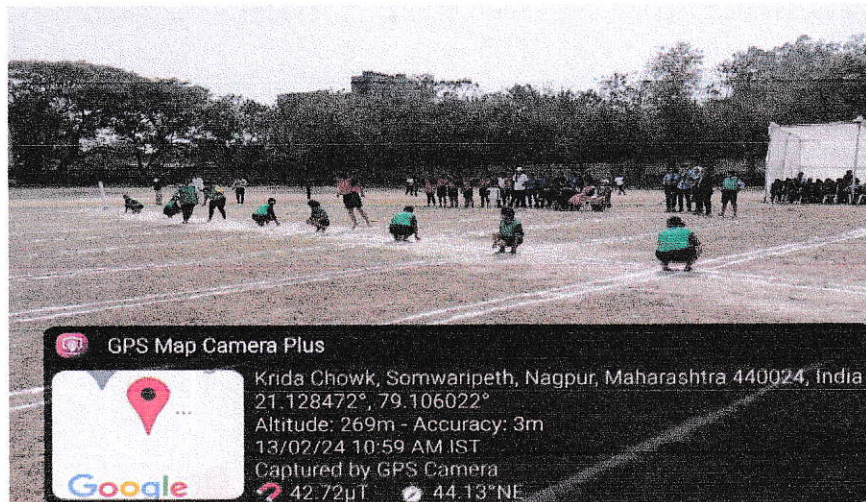 GPS Map Camera Plus
Krida Chowk, Somwaripeth, Nagpur, Maharashtra 440024, India
21.128472°, 79.106022°
Altitude: 269m - Accuracy: 3m
13/02/24 10:59 AM IST
Captured by GPS Camera
42.72µT 44.13°NE
Google